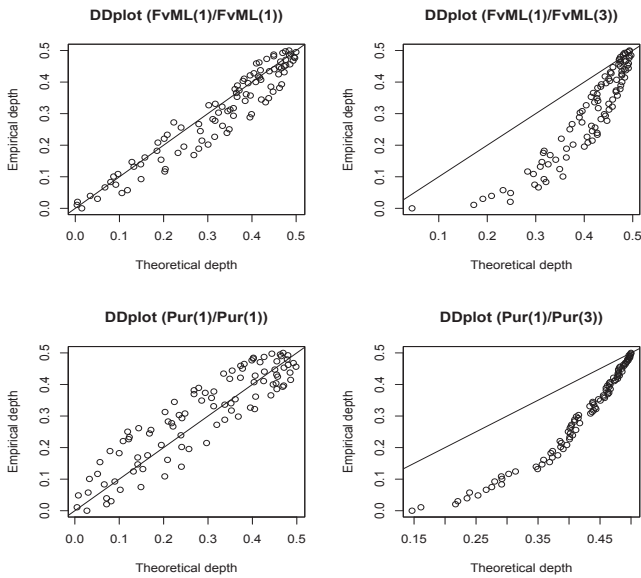 DDplot (FvML(1)/FvML(1))
Empirical depth
0.0 0.1 0.2 0.3 0.4 0.5
0.0 0.1 0.2 0.3 0.4 0.5
Theoretical depth
DDplot (FvML(1)/FvML(3))
Empirical depth
0.0 0.1 0.2 0.3 0.4 0.5
0.1 0.2 0.3 0.4 0.5
Theoretical depth
DDplot (Pur(1)/Pur(1))
Empirical depth
0.0 0.1 0.2 0.3 0.4 0.5
0.0 0.1 0.2 0.3 0.4 0.5
Theoretical depth
DDplot (Pur(1)/Pur(3))
Empirical depth
0.0 0.1 0.2 0.3 0.4 0.5
0.15 0.25 0.35 0.45
Theoretical depth